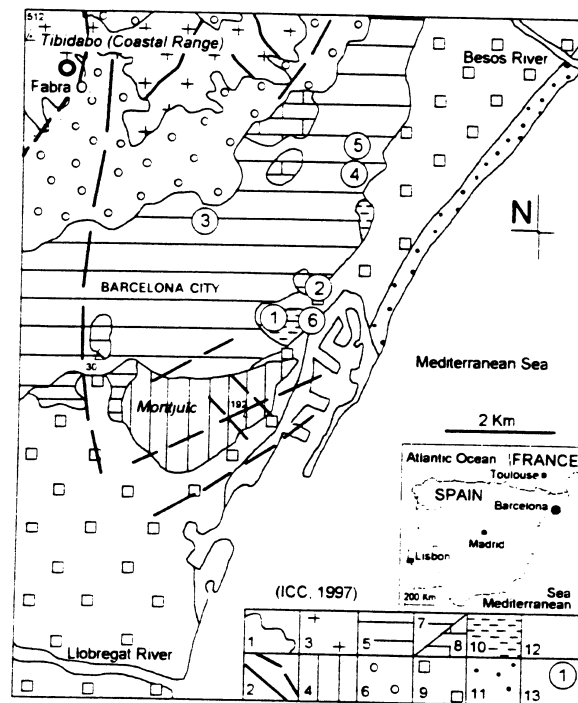 512
Tibidabo (Coastal Range)
Besos River
Fabra
5
4
3
N
BARCELONA CITY
2
1
6
30
Mediterranean Sea
Montjuic
192
2 Km
Atlantic Ocean
FRANCE
Toulouse
SPAIN
Barcelona
Madrid
Lisbon
200 Km
Sea
Mediterranean
(ICC, 1997)
Llobregat River
1
3
5
7
8
10
12
1
2
4
6
9
11
13